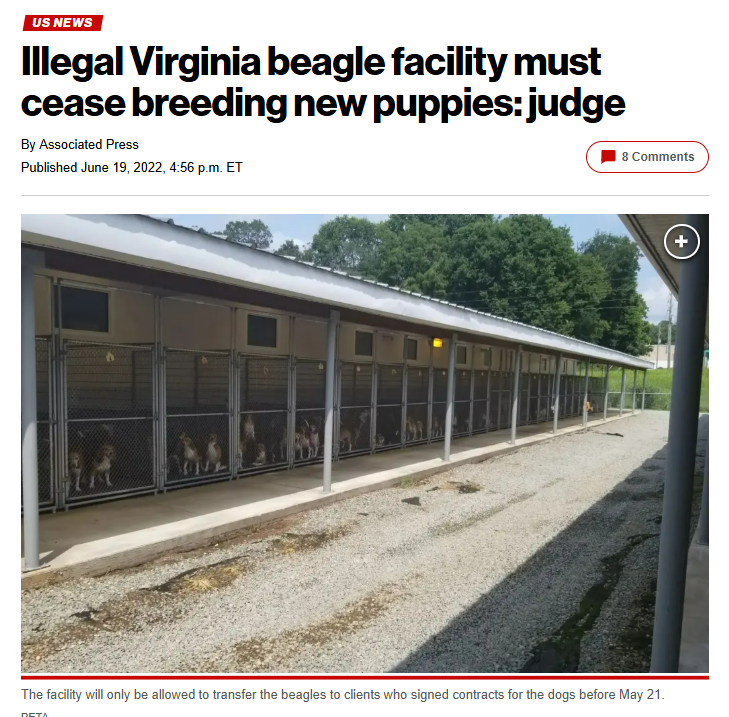 US NEWS
Illegal Virginia beagle facility must
cease breeding new puppies: judge
By Associated Press
Published June 19, 2022, 4:56 p.m. ET
8 Comments
The facility will only be allowed to transfer the beagles to clients who signed contracts for the dogs before May 21.
PETA